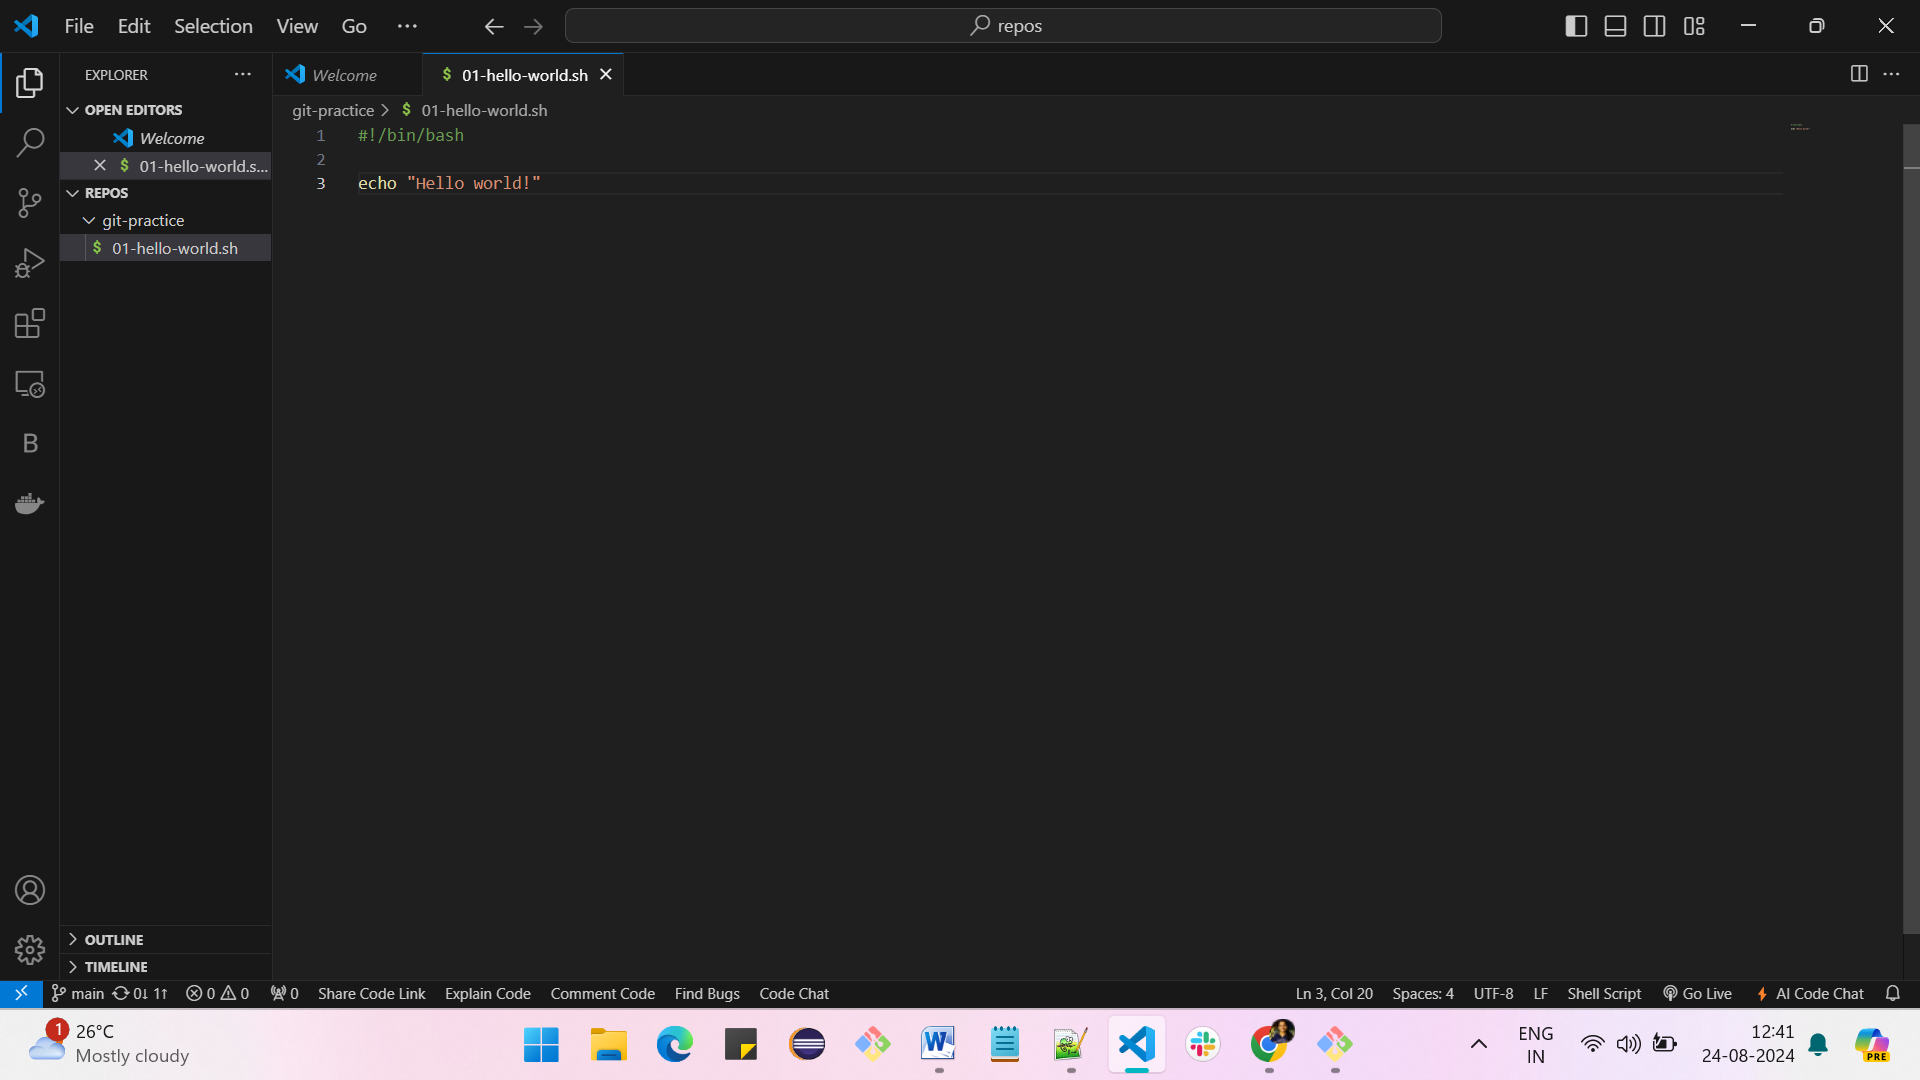 File Edit Selection View Go ... repos
EXPLORER ...
Welcome $ 01-hello-world.sh
OPEN EDITORS
Welcome
$ 01-hello-world.s...
REPOS
git-practice
$ 01-hello-world.sh
git-practice > $ 01-hello-world.sh
1 #!/bin/bash
2
3 echo "Hello world!"
B
OUTLINE
TIMELINE
main 0↓ 1↑ 0 0 0 Share Code Link Explain Code Comment Code Find Bugs Code Chat Ln 3, Col 20 Spaces: 4 UTF-8 LF Shell Script Go Live AI Code Chat
1
26°C
Mostly cloudy
W
ENG
IN
12:41
24-08-2024
PRE